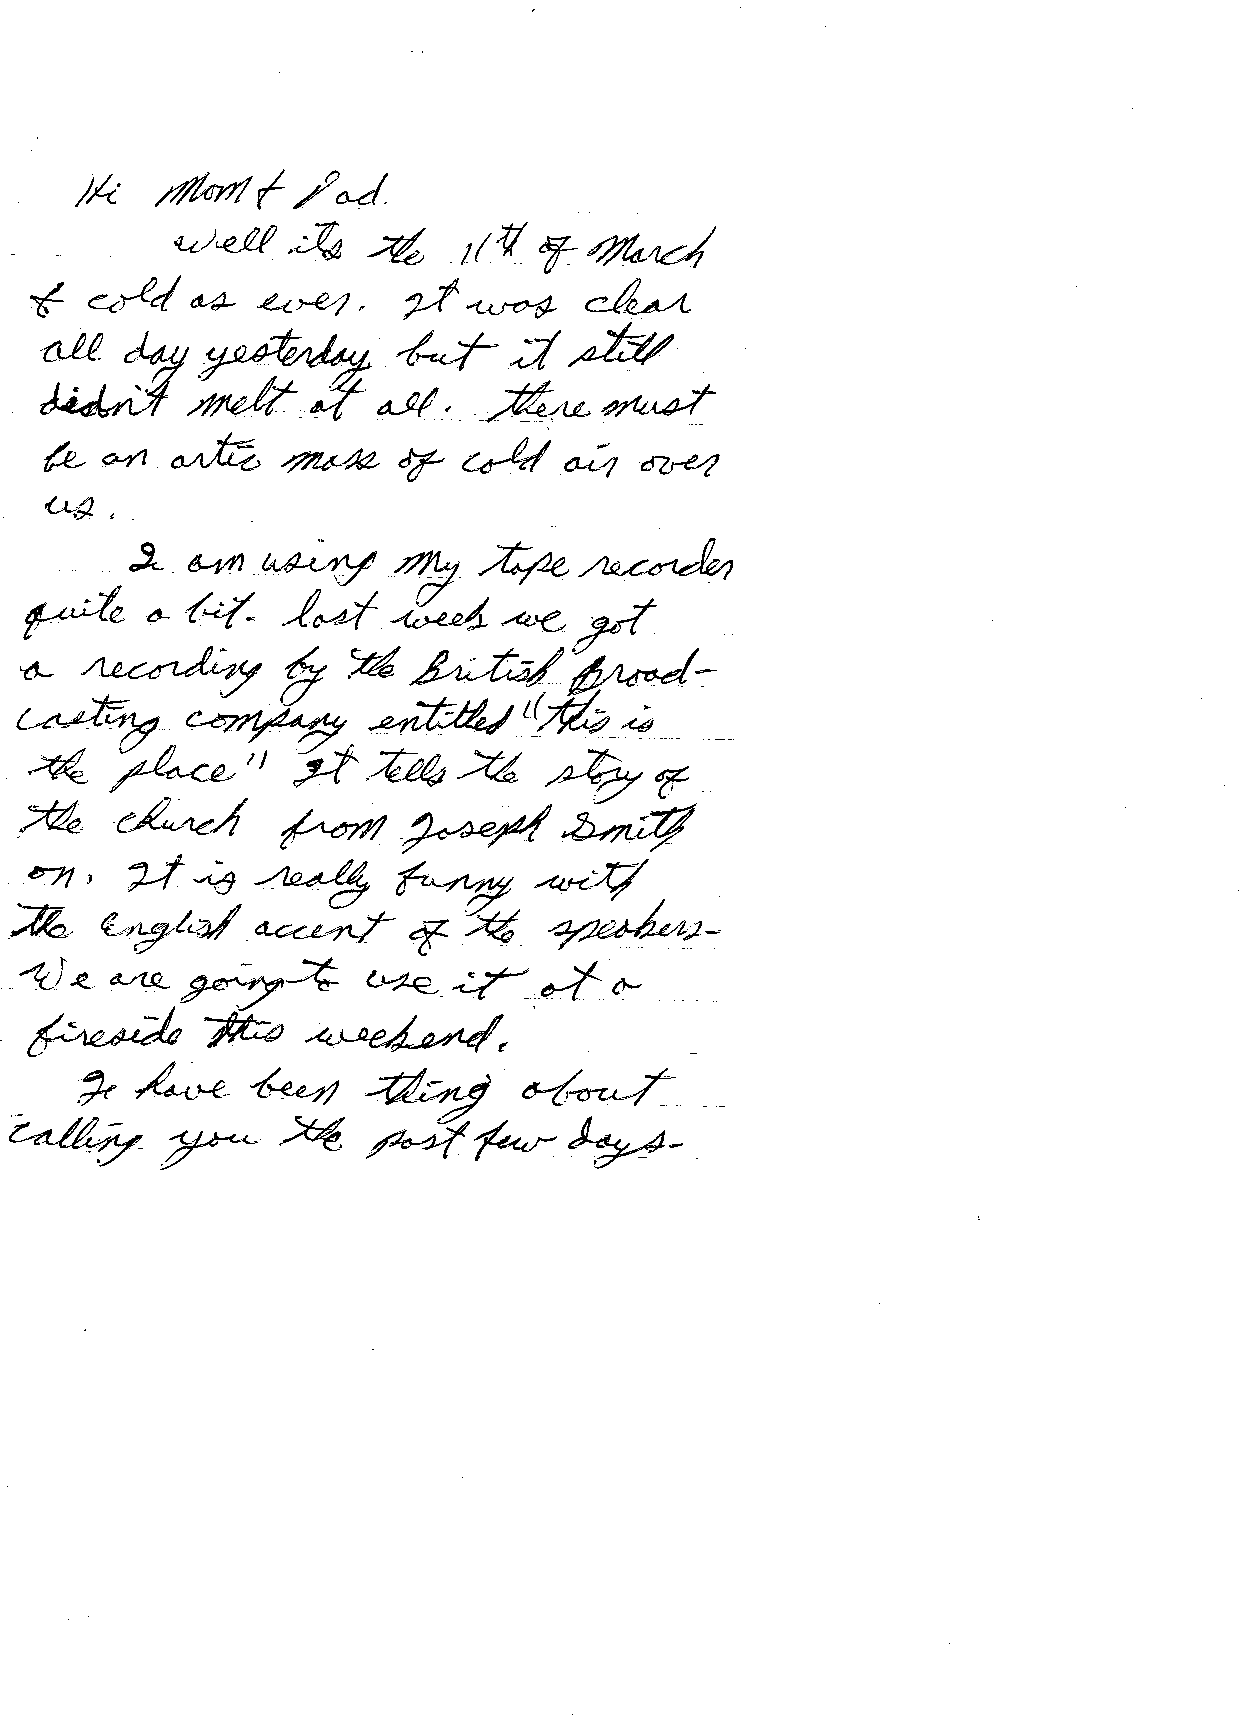 Hi Mom & Dad.
Well its the 11th of March
& cold as ever. It was clear
all day yesterday but it still
didn't melt at all. there must
be an artic mass of cold air over
us.
I am using my tape recorder
quite a bit. last week we got
a recording by the British Broad-
casting company entitled "this is
the place" It tells the story of
the church from Joseph Smith
on. It is really funny with
the English accent of the speakers-
We are going to use it at a
fireside this weekend.
I have been thing about
calling you the past few days-